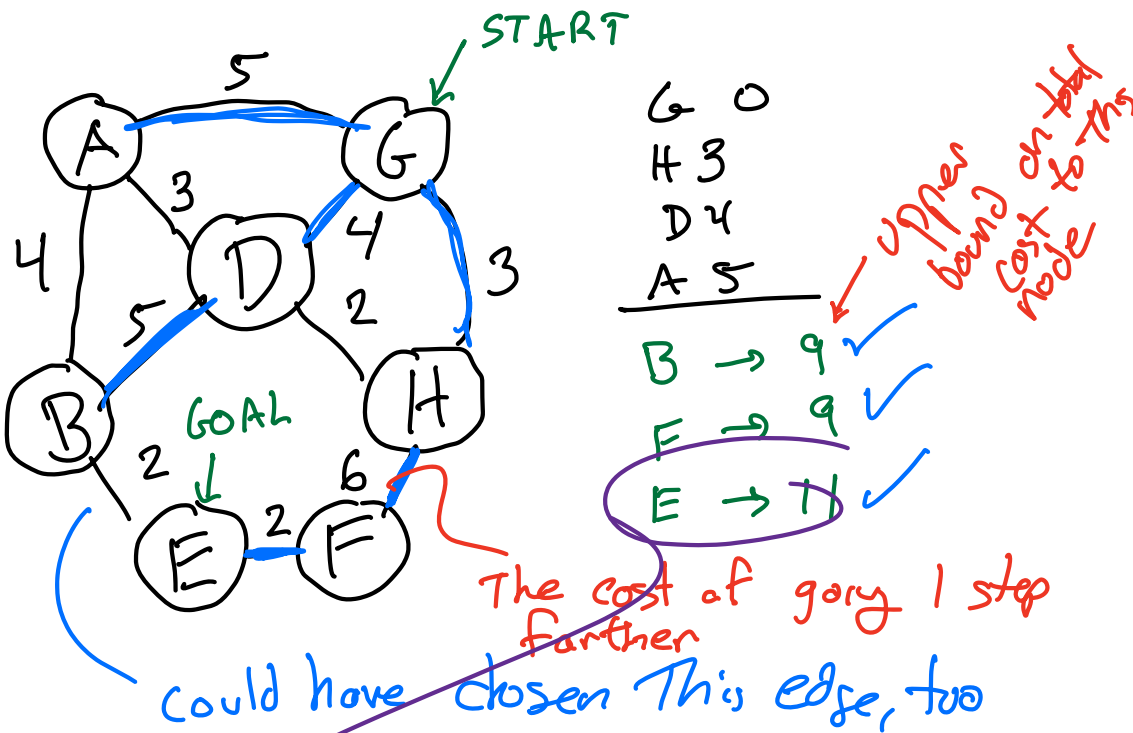 START
5
A
G
3
4
4
D
3
5
2
B
H
GOAL
2
6
E
2
F
G 0
H 3
D 4
A 5
B → 9
F → 9
E → 11
upper
bound on total
cost to this
node
The cost of going 1 step
farther
could have chosen This edge, too